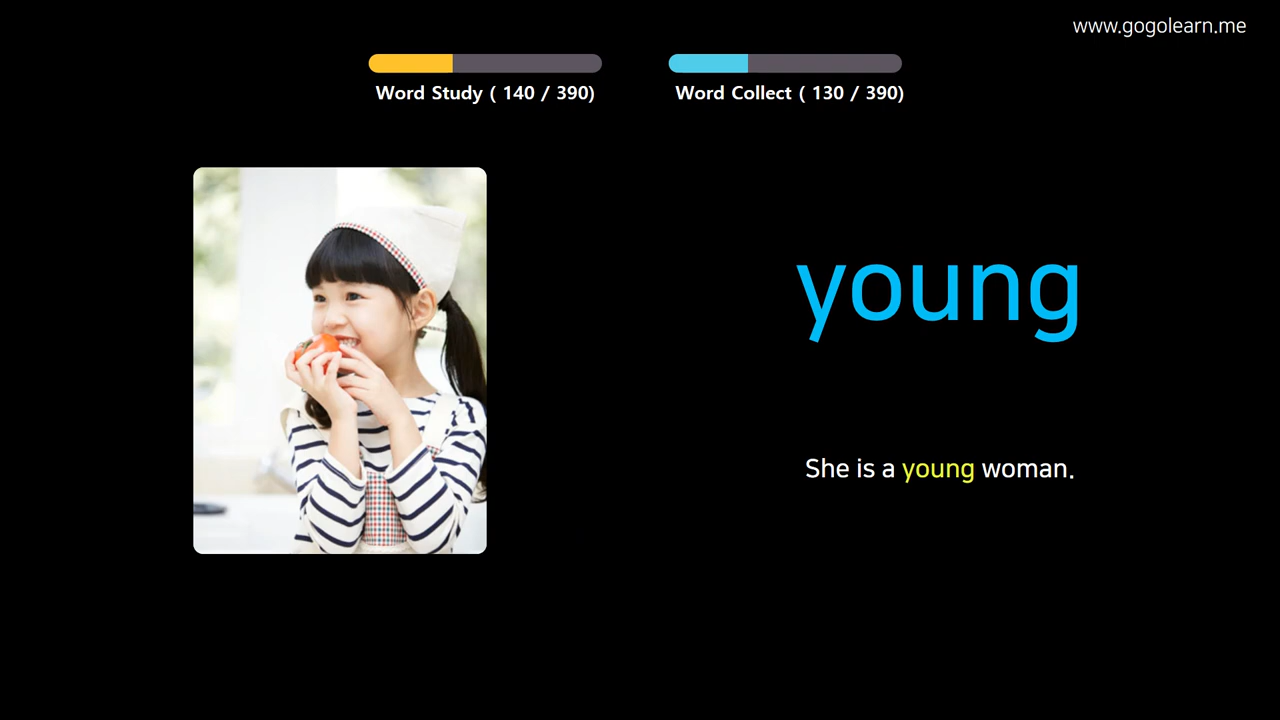 www.gogolearn.me
Word Study ( 140 / 390)
Word Collect ( 130 / 390)
young
She is a young woman.